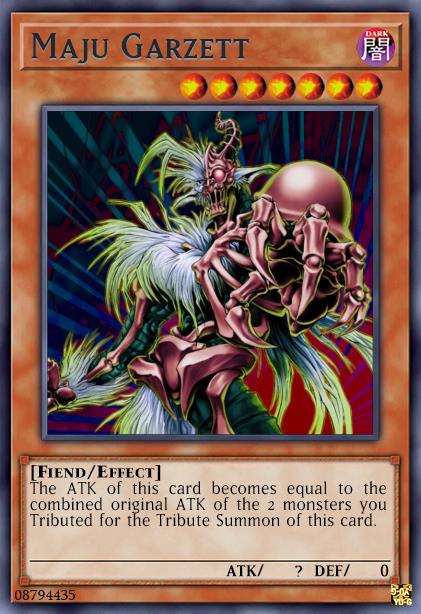 Maju Garzett
DARK
闇
[Fiend/Effect]
The ATK of this card becomes equal to the
combined original ATK of the 2 monsters you
Tributed for the Tribute Summon of this card.
ATK/ ? DEF/ 0
08794435